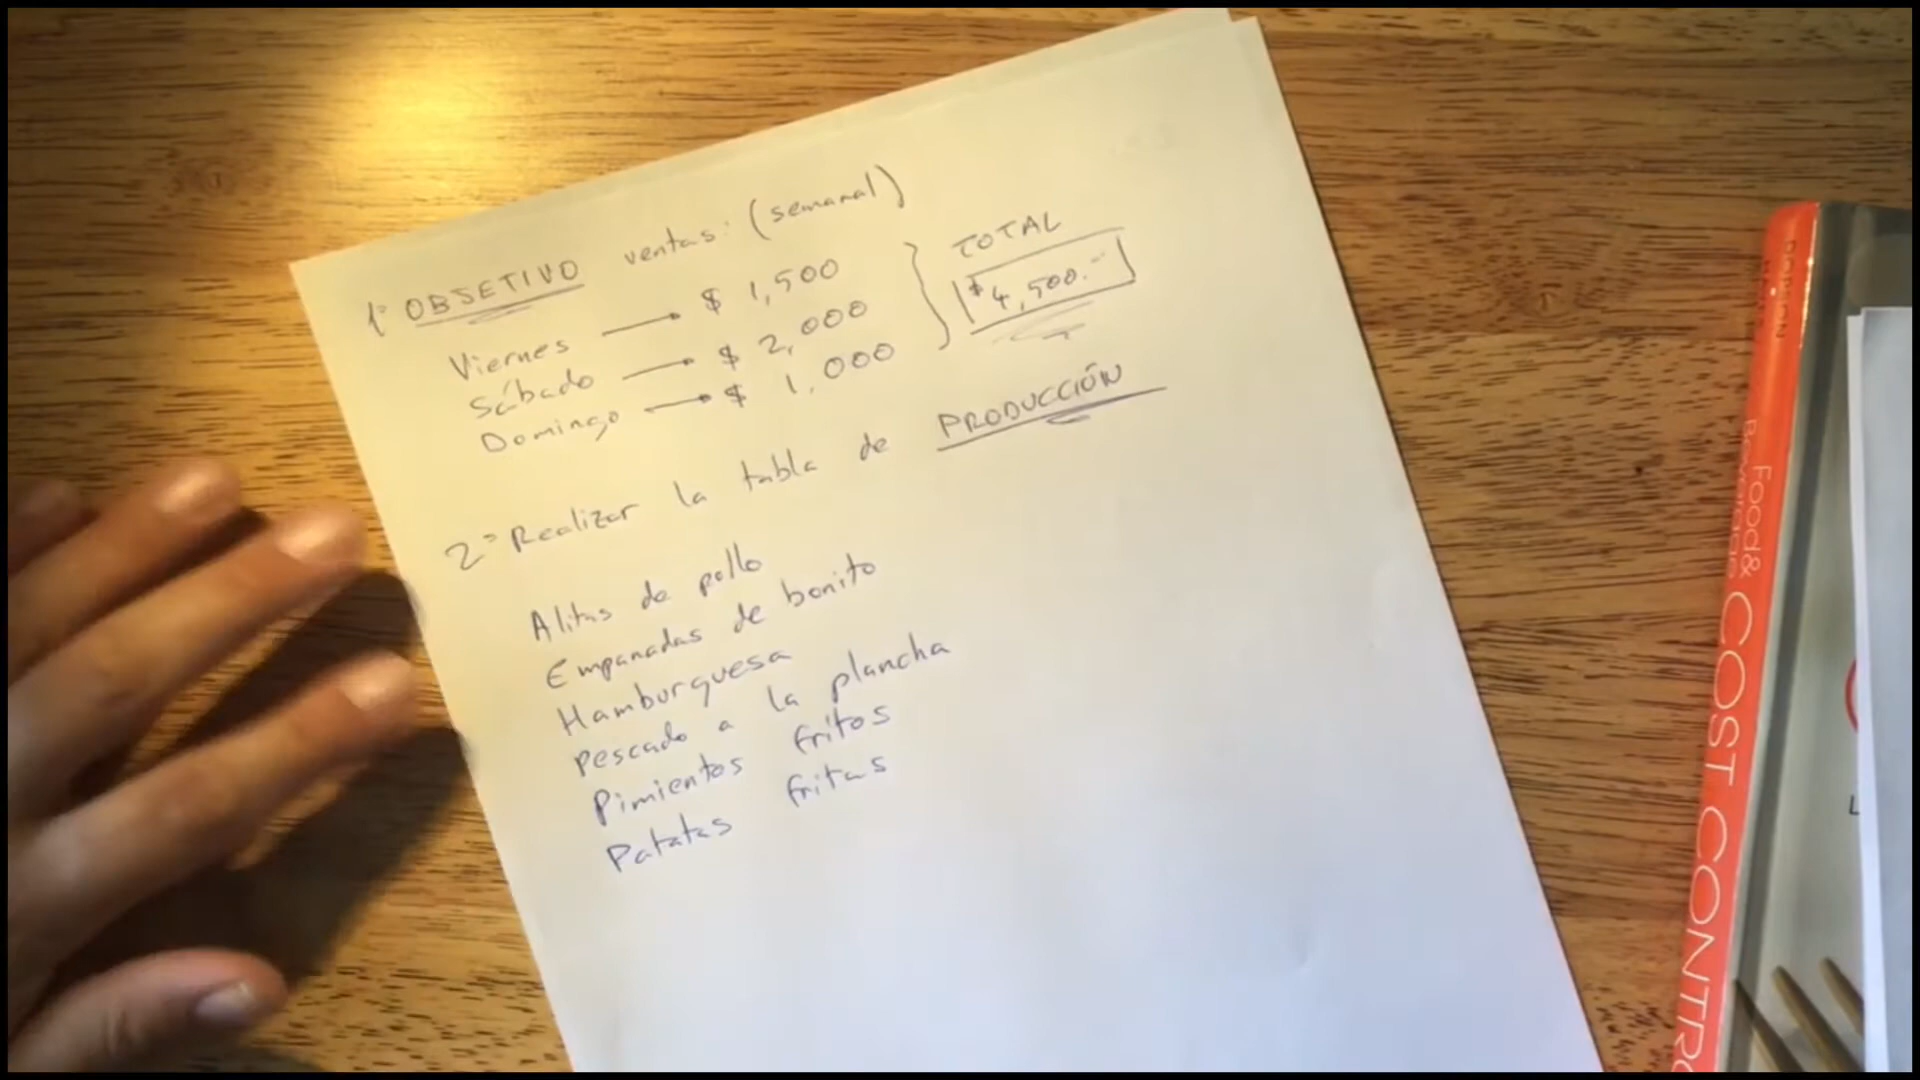 1º OBJETIVO ventas: (semanal)
Viernes → $ 1,500
Sábado → $ 2,000
Domingo → $ 1,000
TOTAL
$4,500.-
2º Realizar la tabla de PRODUCCIÓN
Alitas de pollo
Empanadas de bonito
Hamburguesa
Pescado a la plancha
Pimientos fritos
Patatas fritas
Food &
Beverage
COST CONTR